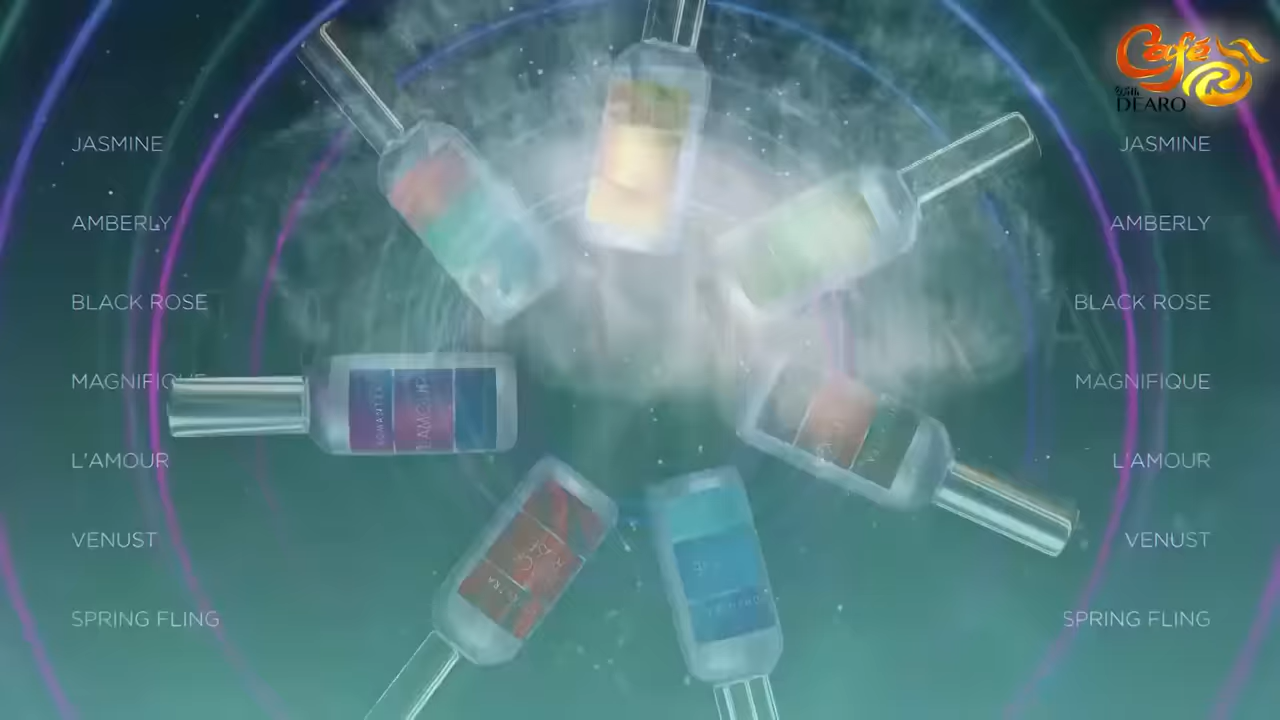 Café
DEARO
JASMINE
AMBERLY
BLACK ROSE
MAGNIFIQUE
L'AMOUR
VENUST
SPRING FLING
JASMINE
AMBERLY
BLACK ROSE
MAGNIFIQUE
L'AMOUR
VENUST
SPRING FLING
L'AMOUR